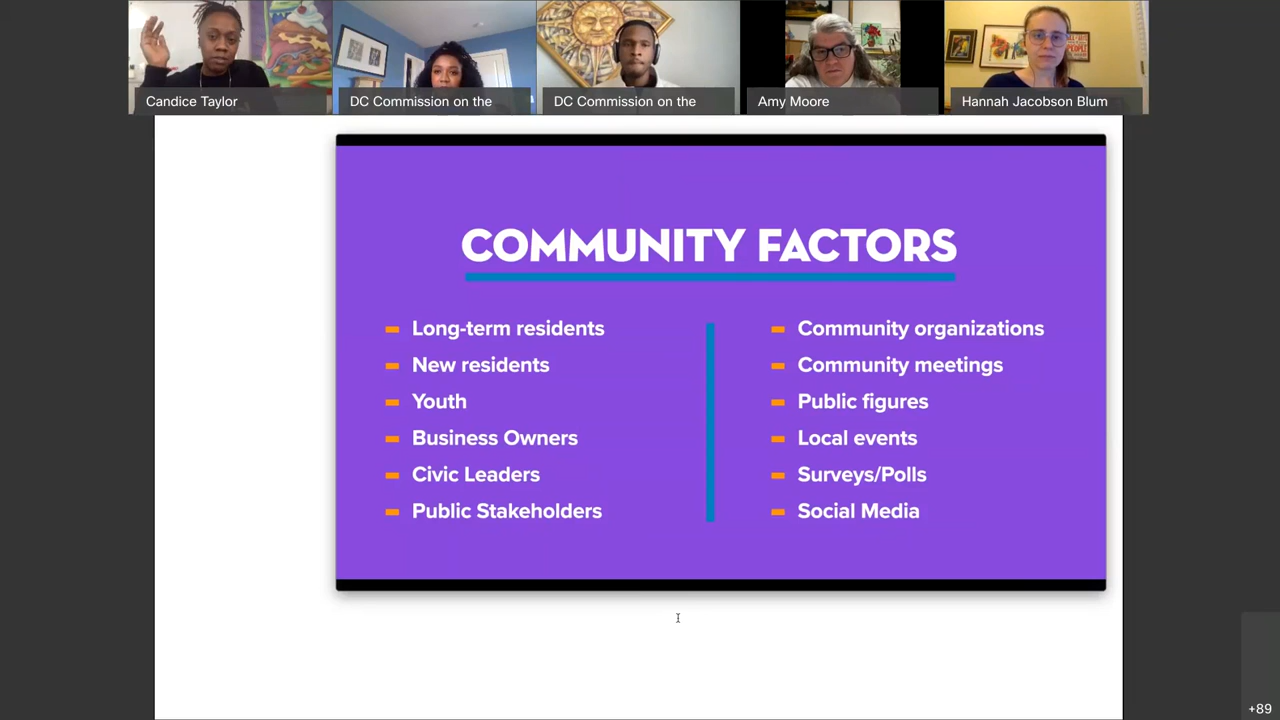 Candice Taylor
DC Commission on the
DC Commission on the
Amy Moore
Hannah Jacobson Blum
COMMUNITY FACTORS
Long-term residents
New residents
Youth
Business Owners
Civic Leaders
Public Stakeholders
Community organizations
Community meetings
Public figures
Local events
Surveys/Polls
Social Media
+89